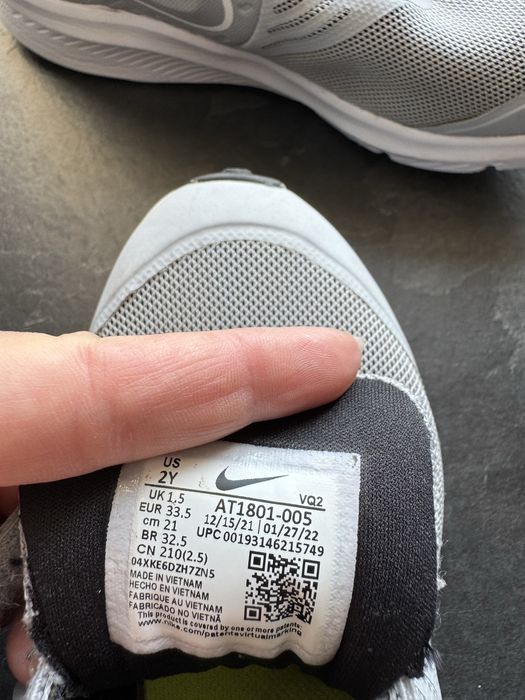 US
2Y
UK 1.5
EUR 33.5
cm 21
BR 32.5
CN 210(2.5)
VQ2
AT1801-005
12/15/21 | 01/27/22
UPC 00193146215749
04XKE6DZH7ZN5
MADE IN VIETNAM
HECHO EN VIETNAM
FABRIQUE AU VIETNAM
FABRICADO NO VIETNÃ
This product is covered by one or more patents:
www.nike.com/patentsvirtualmarking